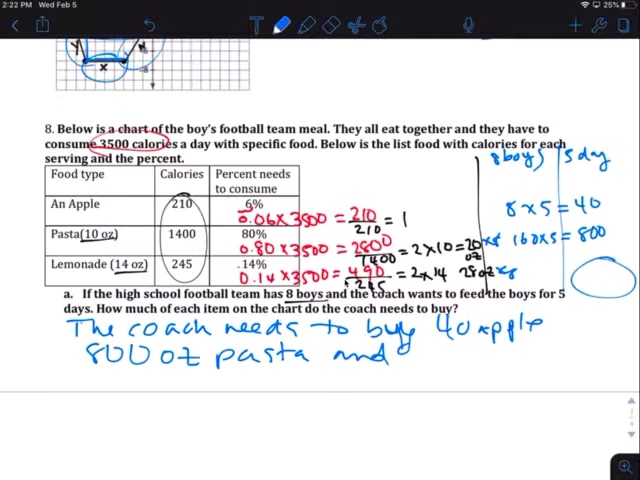 2:22 PM Wed Feb 5
25%
y
x
8. Below is a chart of the boy's football team meal. They all eat together and they have to
consume 3500 calories a day with specific food. Below is the list food with calories for each
serving and the percent.
8 boys 5 day
Food type Calories Percent needs
to consume
An Apple 210 6%
0.06 x 3500 = 210/210 = 1
8 x 5 = 40
Pasta (10 oz) 1400 80%
0.80 x 3500 = 2800/1400 = 2 x 10 = 20 oz x8
160 x 5 = 800
Lemonade (14 oz) 245 .14%
0.14 x 3500 = 490/245 = 2 x 14 28 oz x8
a. If the high school football team has 8 boys and the coach wants to feed the boys for 5
days. How much of each item on the chart do the coach needs to buy?
The coach needs to buy 40 apple
800 oz pasta and